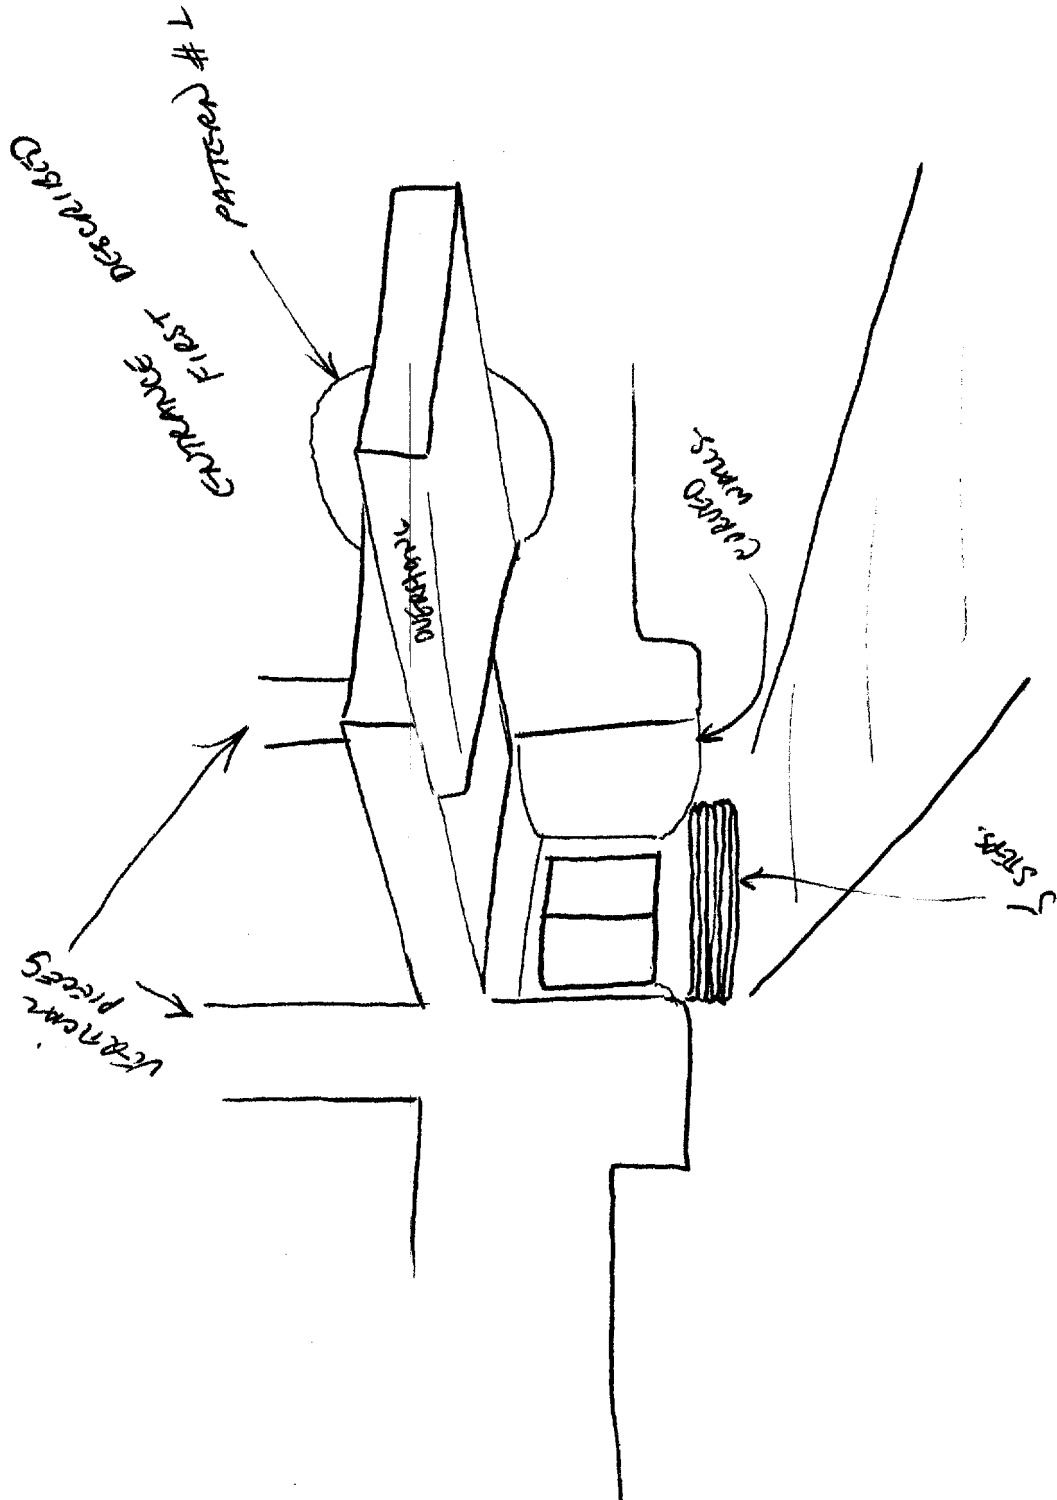 PATTERN # 1
ENTRANCE
FIRST DESCRIBED
OVERHANG
CURVED
WALLS
5 STEPS.
VERTICAL
PIECES